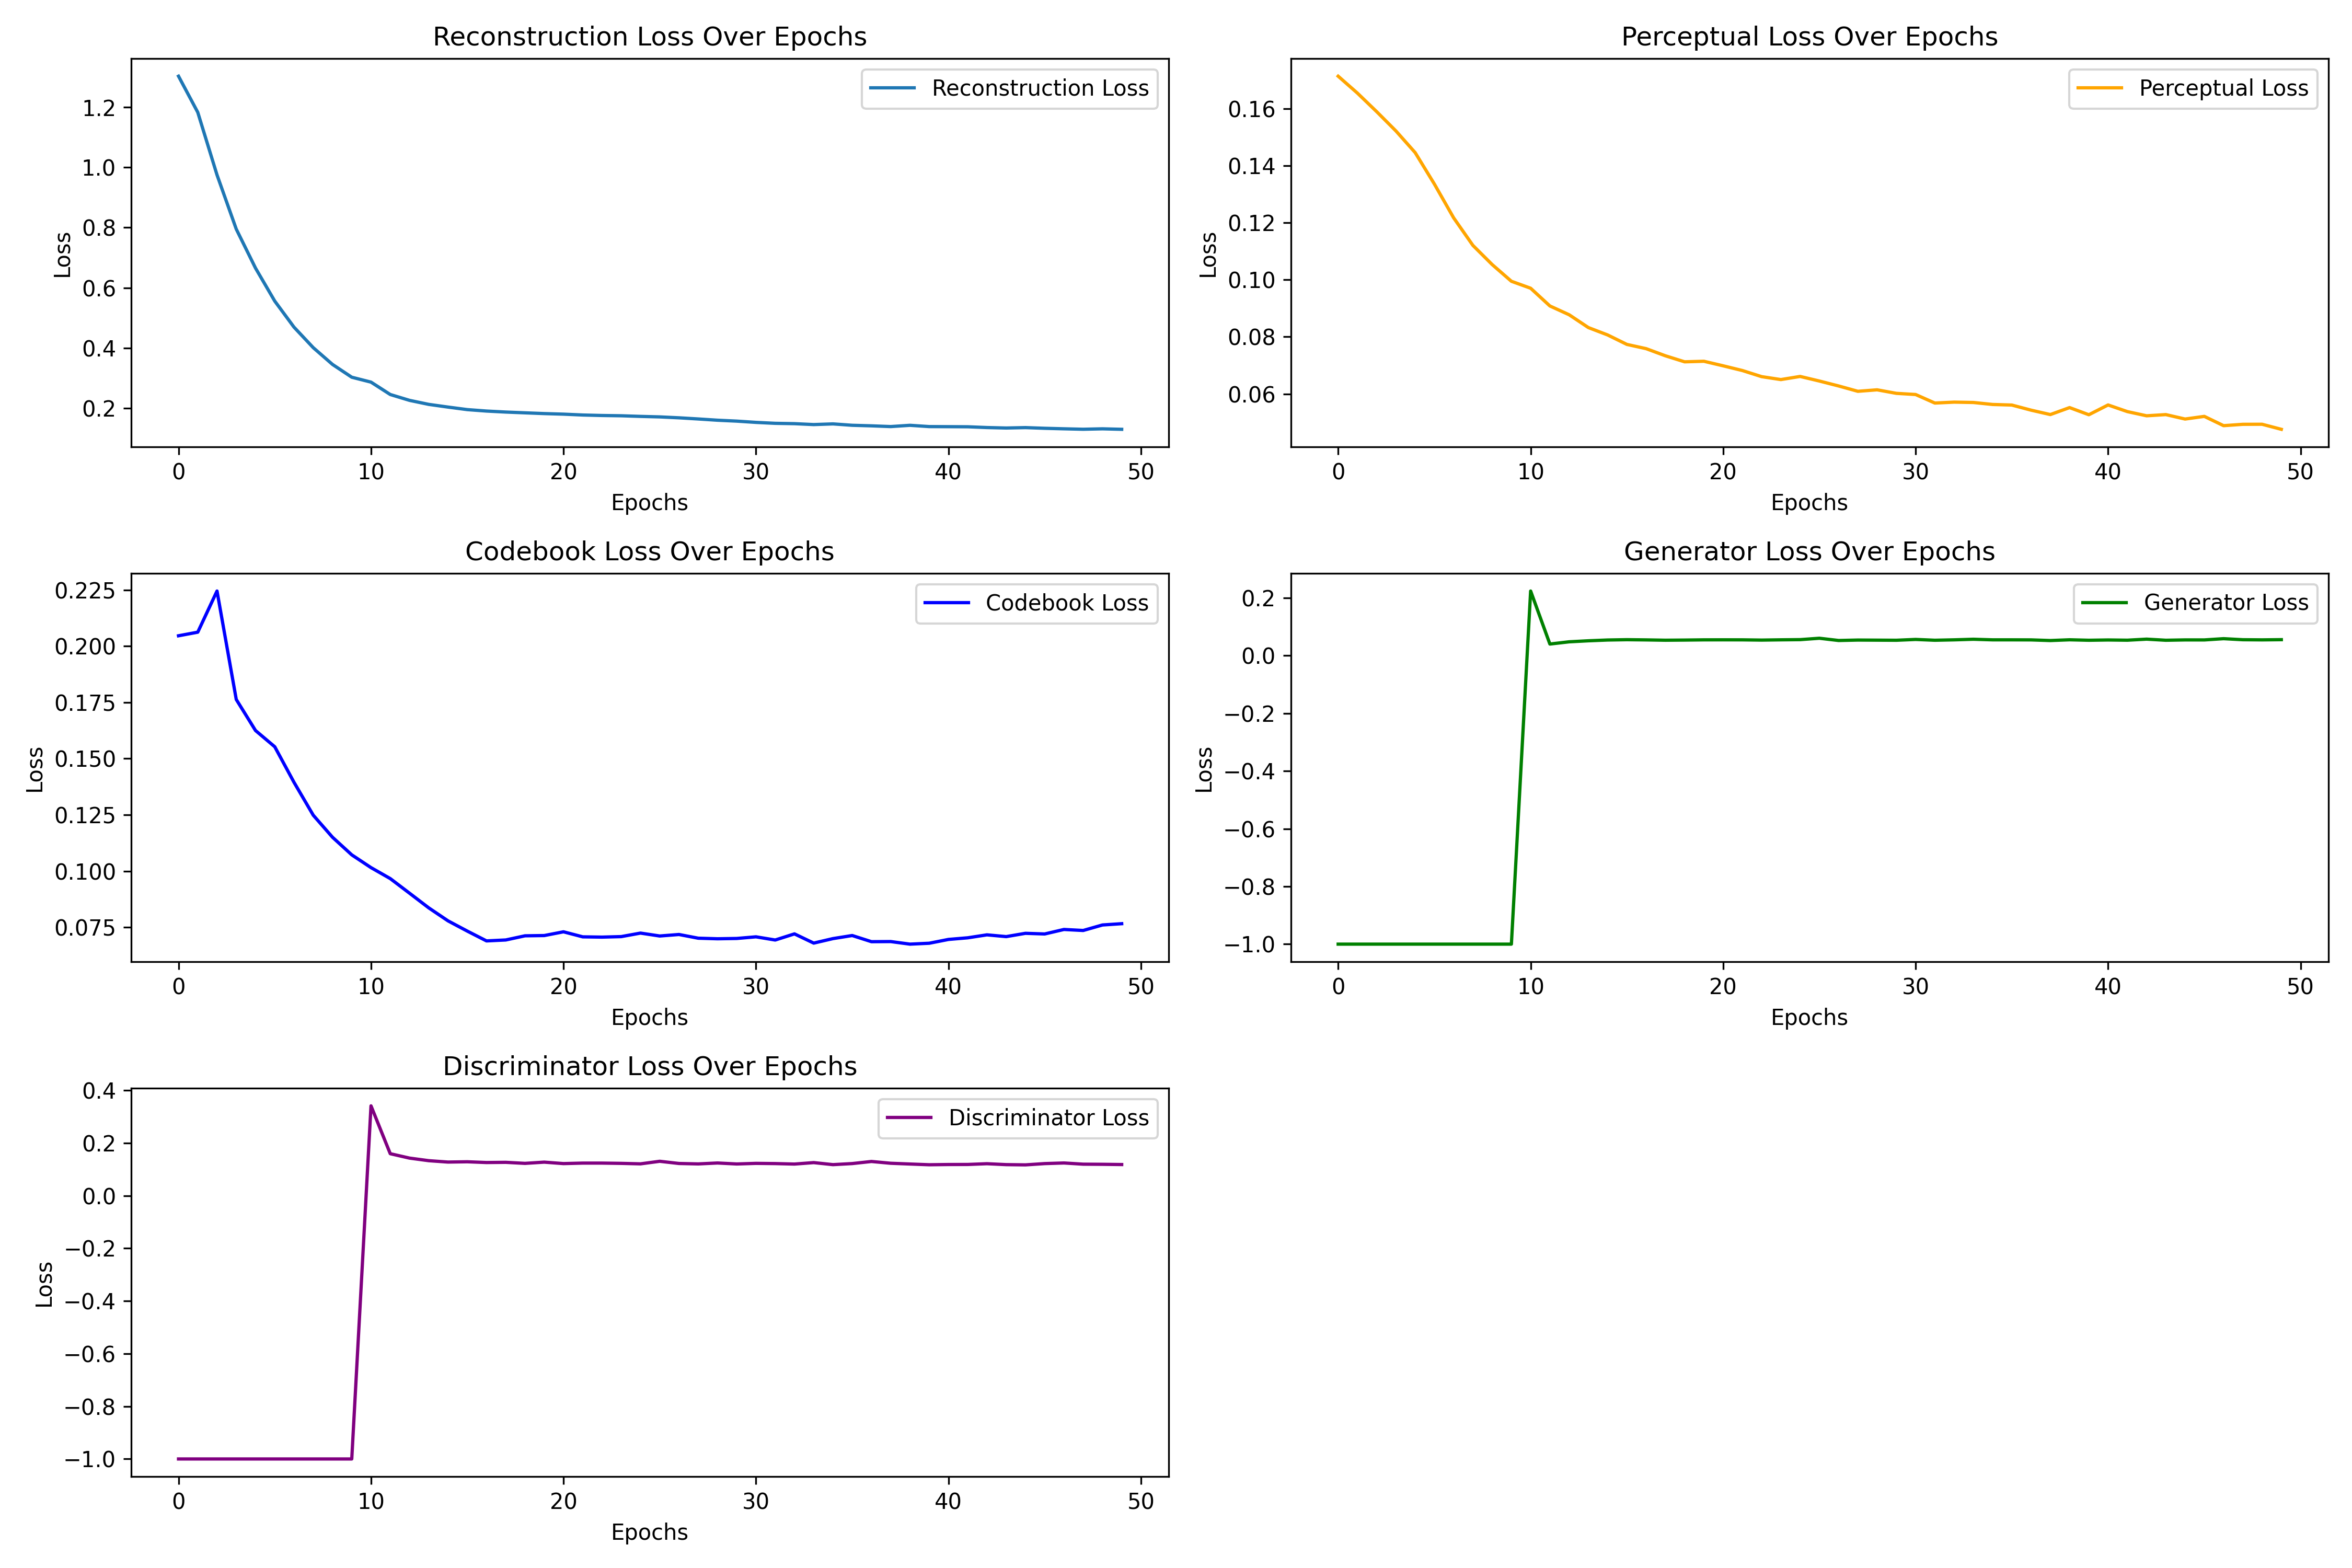 Reconstruction Loss Over Epochs
Reconstruction Loss
Loss
1.2
1.0
0.8
0.6
0.4
0.2
0 10 20 30 40 50
Epochs
Perceptual Loss Over Epochs
Perceptual Loss
Loss
0.16
0.14
0.12
0.10
0.08
0.06
0 10 20 30 40 50
Epochs
Codebook Loss Over Epochs
Codebook Loss
Loss
0.225
0.200
0.175
0.150
0.125
0.100
0.075
0 10 20 30 40 50
Epochs
Generator Loss Over Epochs
Generator Loss
Loss
0.2
0.0
−0.2
−0.4
−0.6
−0.8
−1.0
0 10 20 30 40 50
Epochs
Discriminator Loss Over Epochs
Discriminator Loss
Loss
0.4
0.2
0.0
−0.2
−0.4
−0.6
−0.8
−1.0
0 10 20 30 40 50
Epochs